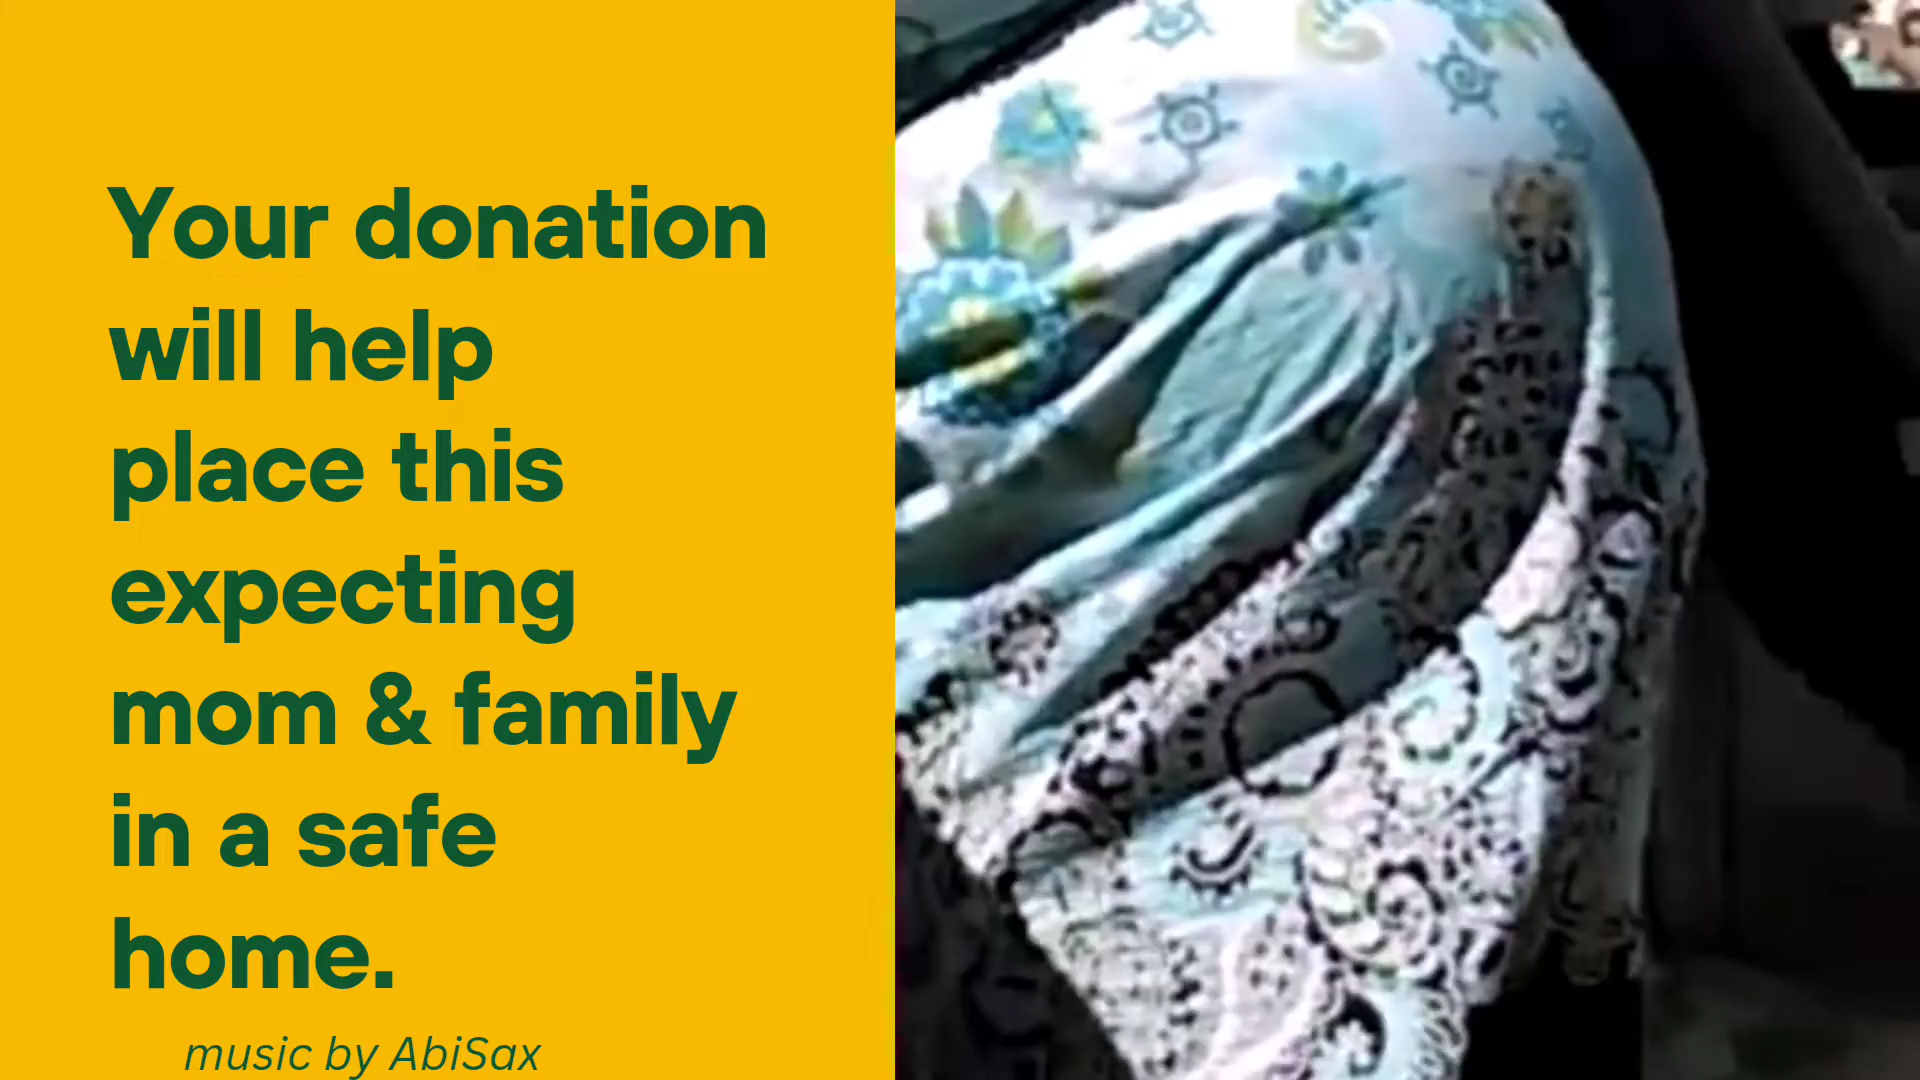 Your donation
will help
place this
expecting
mom & family
in a safe
home.
music by AbiSax